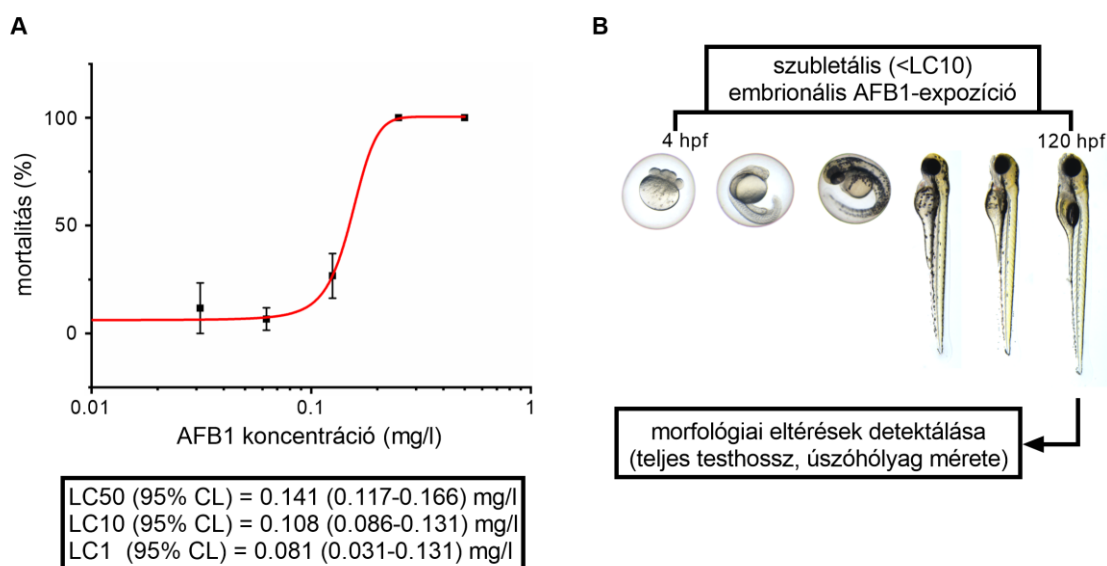 A
100
50
0
mortalitás (%)
0.01
0.1
1
AFB1 koncentráció (mg/l)
LC50 (95% CL) = 0.141 (0.117-0.166) mg/l
LC10 (95% CL) = 0.108 (0.086-0.131) mg/l
LC1 (95% CL) = 0.081 (0.031-0.131) mg/l
B
szubletális (<LC10)
embrionális AFB1-expozíció
4 hpf
120 hpf
morfológiai eltérések detektálása
(teljes testhossz, úszóhólyag mérete)